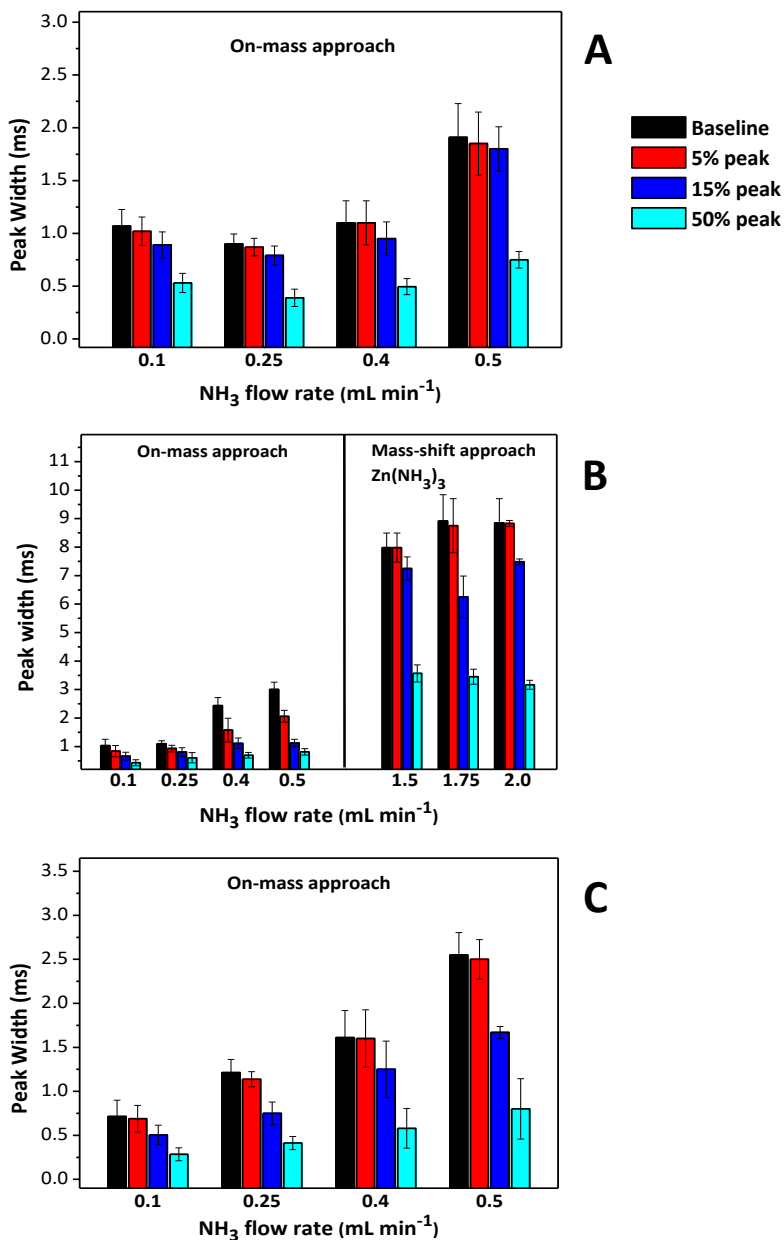 On-mass approach
A
Baseline
5% peak
15% peak
50% peak
Peak Width (ms)
3.0
2.5
2.0
1.5
1.0
0.5
0.0
0.1 0.25 0.4 0.5
NH3 flow rate (mL min-1)
On-mass approach
Mass-shift approach
Zn(NH3)3
B
Peak width (ms)
11
10
9
8
7
6
5
4
3
2
1
0.1 0.25 0.4 0.5 1.5 1.75 2.0
NH3 flow rate (mL min-1)
On-mass approach
C
Peak Width (ms)
3.5
3.0
2.5
2.0
1.5
1.0
0.5
0.0
0.1 0.25 0.4 0.5
NH3 flow rate (mL min-1)